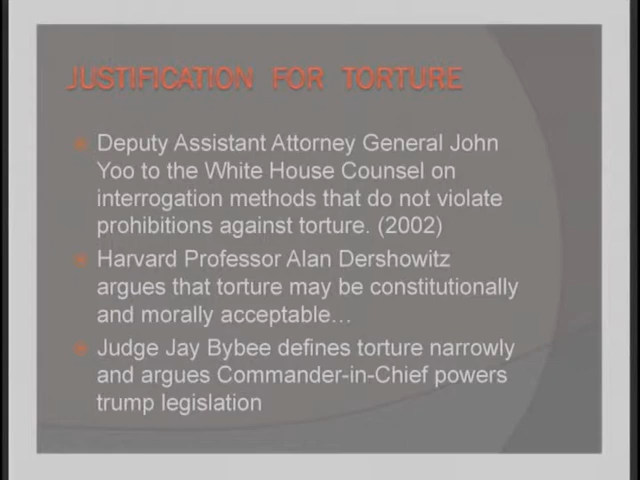 JUSTIFICATION FOR TORTURE
Deputy Assistant Attorney General John
Yoo to the White House Counsel on
interrogation methods that do not violate
prohibitions against torture. (2002)
Harvard Professor Alan Dershowitz
argues that torture may be constitutionally
and morally acceptable…
Judge Jay Bybee defines torture narrowly
and argues Commander-in-Chief powers
trump legislation